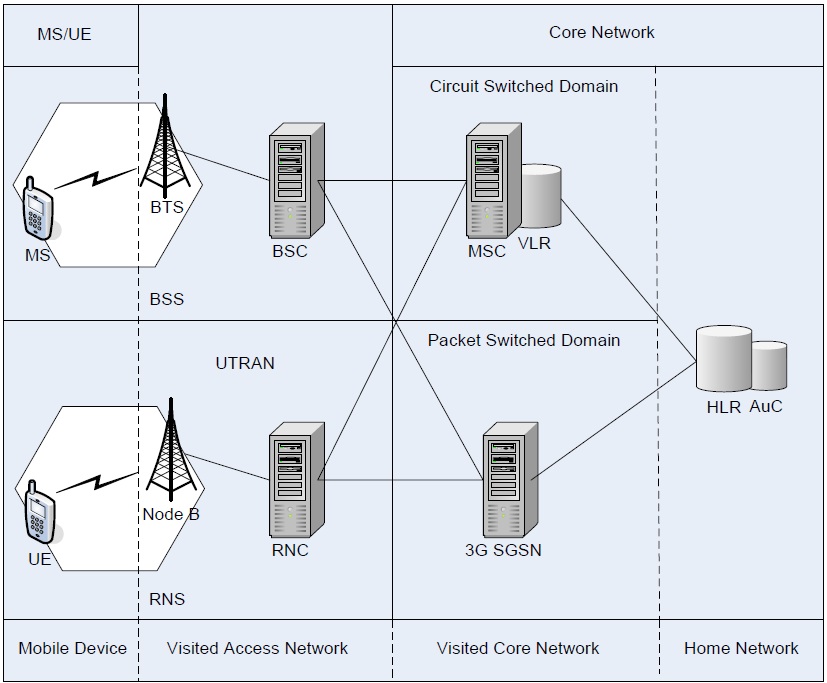 MS/UE
Core Network
Circuit Switched Domain
BTS
MS
BSC
MSC
VLR
BSS
UTRAN
Packet Switched Domain
HLR
AuC
Node B
UE
RNC
3G SGSN
RNS
Mobile Device
Visited Access Network
Visited Core Network
Home Network